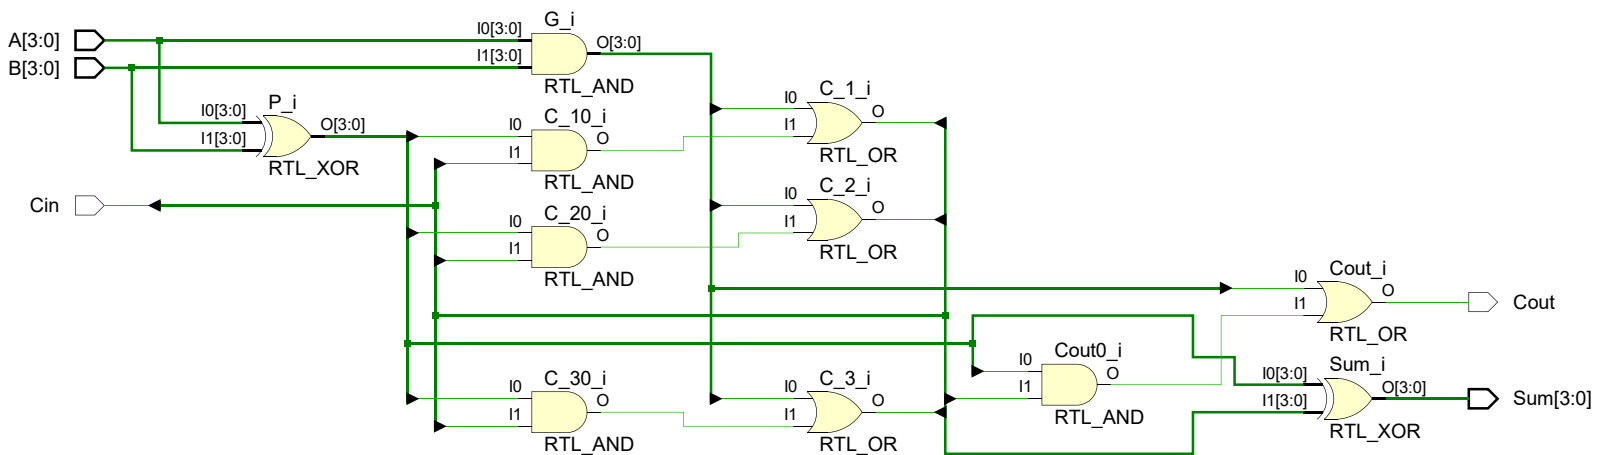 G_i
I0[3:0]
I1[3:0]
O[3:0]
RTL_AND
A[3:0]
B[3:0]
P_i
I0[3:0]
I1[3:0]
O[3:0]
RTL_XOR
C_10_i
I0
I1
O
RTL_AND
C_1_i
I0
I1
O
RTL_OR
Cin
C_20_i
I0
I1
O
RTL_AND
C_2_i
I0
I1
O
RTL_OR
Cout_i
I0
I1
O
RTL_OR
Cout
C_30_i
I0
I1
O
RTL_AND
C_3_i
I0
I1
O
RTL_OR
Cout0_i
I0
I1
O
RTL_AND
Sum_i
I0[3:0]
I1[3:0]
O[3:0]
RTL_XOR
Sum[3:0]